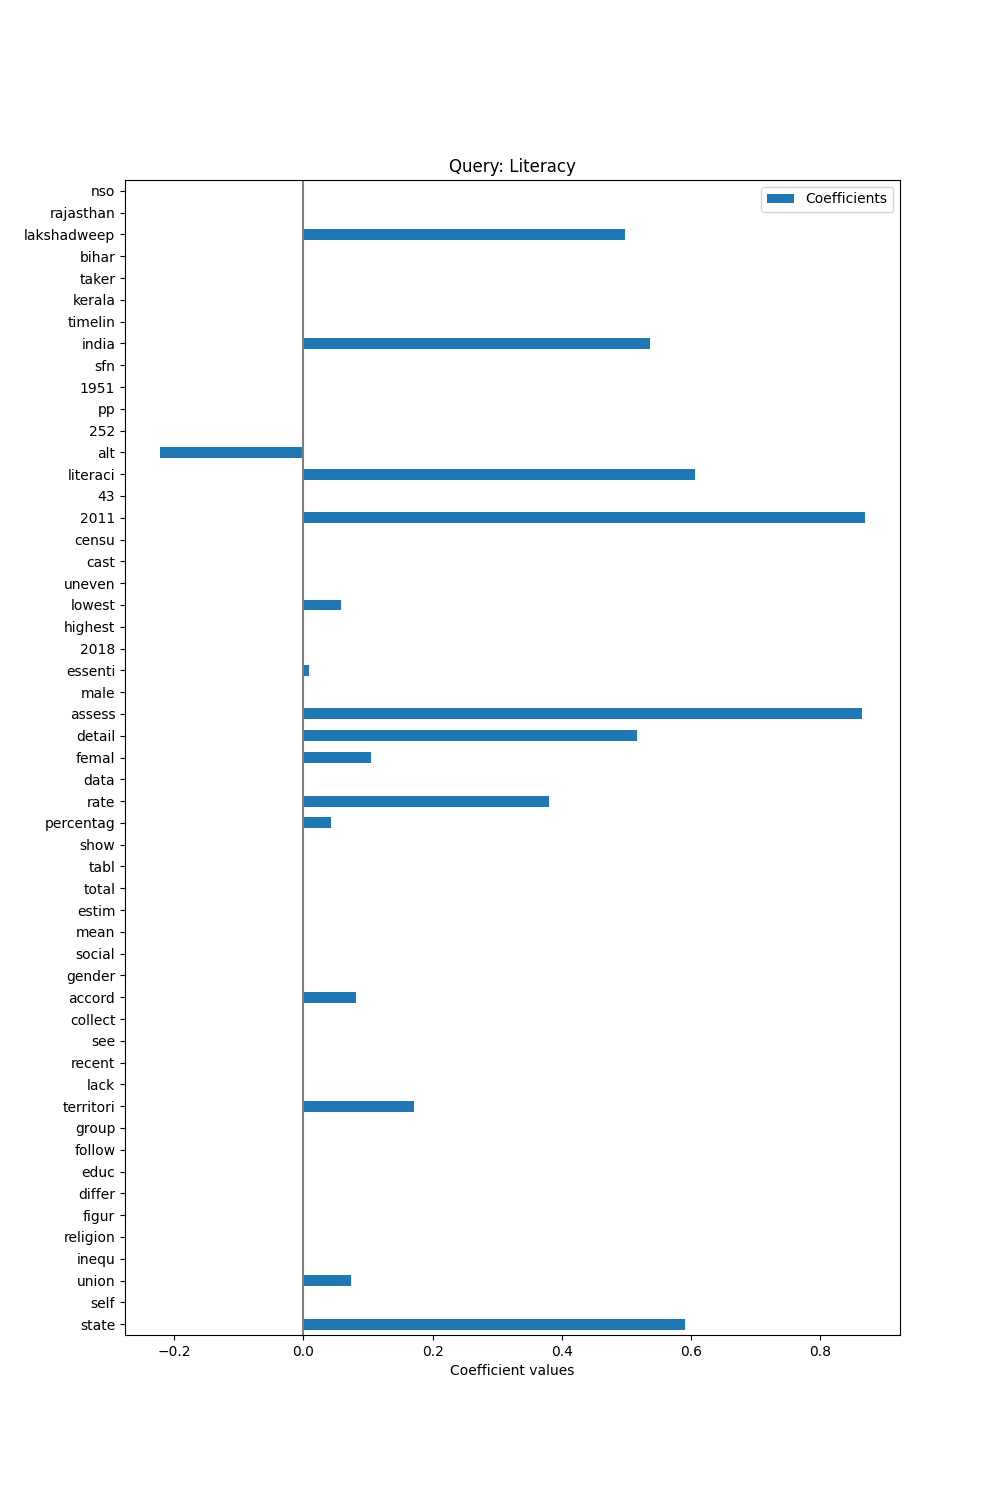 Query: Literacy
Coefficients
nso
rajasthan
lakshadweep
bihar
taker
kerala
timelin
india
sfn
1951
pp
252
alt
literaci
43
2011
censu
cast
uneven
lowest
highest
2018
essenti
male
assess
detail
femal
data
rate
percentag
show
tabl
total
estim
mean
social
gender
accord
collect
see
recent
lack
territori
group
follow
educ
differ
figur
religion
inequ
union
self
state
−0.2 0.0 0.2 0.4 0.6 0.8
Coefficient values